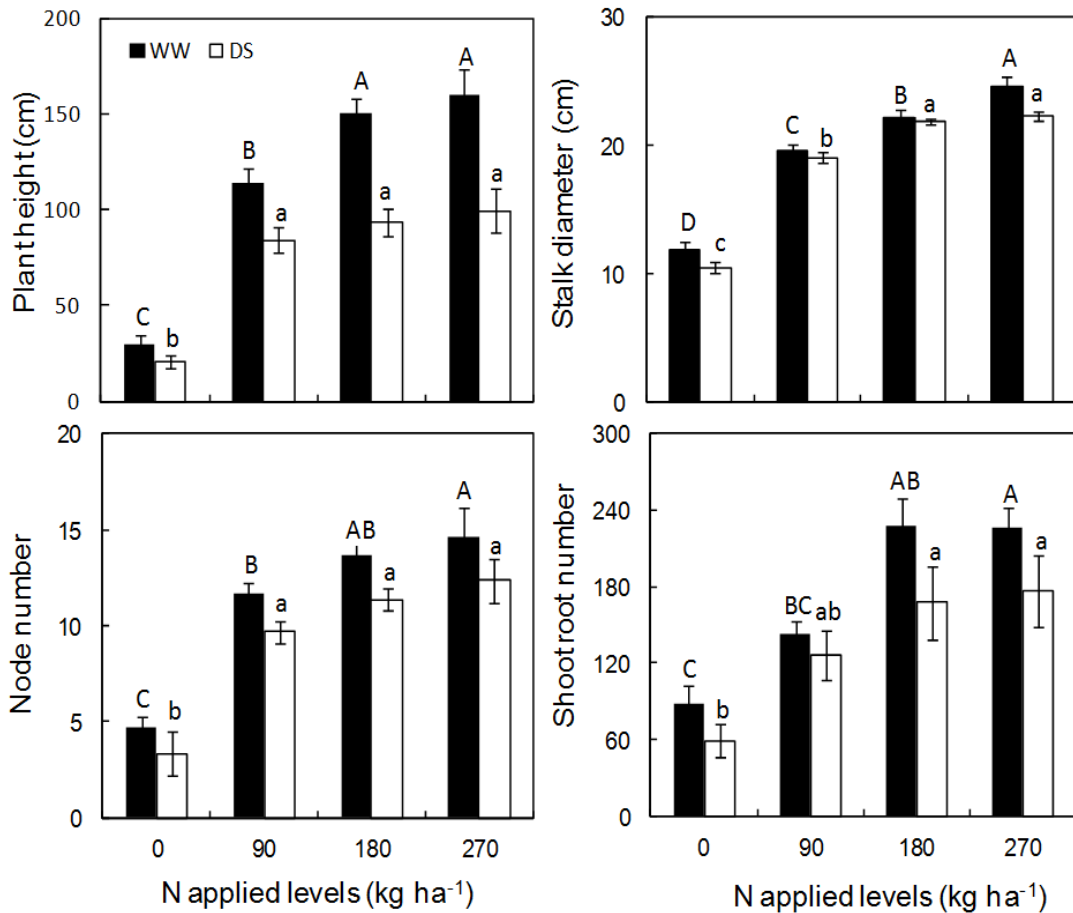 Plant height (cm)
200
150
100
50
0
WW DS
C b
B a
A a
A a
Stalk diameter (cm)
30
20
10
0
D c
C b
B a
A a
Node number
20
15
10
5
0
C b
B a
AB a
A a
0 90 180 270
N applied levels (kg ha⁻¹)
Shoot root number
300
240
180
120
60
0
C b
BC ab
AB a
A a
0 90 180 270
N applied levels (kg ha⁻¹)